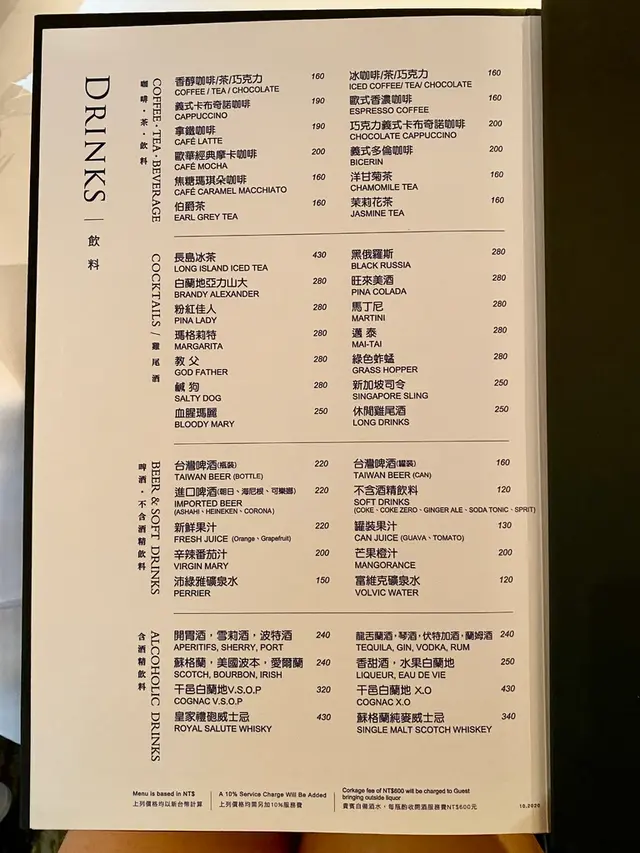 DRINKS | 飲料
COFFEE · TEA · BEVERAGE
咖啡·茶·飲料
香醇咖啡/茶/巧克力 160
COFFEE / TEA / CHOCOLATE
義式卡布奇諾咖啡 190
CAPPUCCINO
拿鐵咖啡 190
CAFÉ LATTE
歐華經典摩卡咖啡 200
CAFÉ MOCHA
焦糖瑪琪朵咖啡 160
CAFÉ CARAMEL MACCHIATO
伯爵茶 160
EARL GREY TEA
冰咖啡/茶/巧克力 160
ICED COFFEE/ TEA/ CHOCOLATE
歐式香濃咖啡 160
ESPRESSO COFFEE
巧克力義式卡布奇諾咖啡 200
CHOCOLATE CAPPUCCINO
義式多倫咖啡 200
BICERIN
洋甘菊茶 160
CHAMOMILE TEA
茉莉花茶 160
JASMINE TEA
COCKTAILS / 雞尾酒
長島冰茶 430
LONG ISLAND ICED TEA
白蘭地亞力山大 280
BRANDY ALEXANDER
粉紅佳人 280
PINA LADY
瑪格莉特 280
MARGARITA
教父 280
GOD FATHER
鹹狗 280
SALTY DOG
血腥瑪麗 250
BLOODY MARY
黑俄羅斯 280
BLACK RUSSIA
旺來美酒 280
PINA COLADA
馬丁尼 280
MARTINI
邁泰 280
MAI-TAI
綠色蚱蜢 280
GRASS HOPPER
新加坡司令 250
SINGAPORE SLING
休閒雞尾酒 250
LONG DRINKS
BEER & SOFT DRINKS
啤酒·不含酒精飲料
台灣啤酒(瓶裝) 220
TAIWAN BEER (BOTTLE)
進口啤酒(朝日、海尼根、可樂娜) 220
IMPORTED BEER
(ASHAHI、HEINEKEN、CORONA)
新鮮果汁 220
FRESH JUICE (Orange、Grapefruit)
辛辣番茄汁 200
VIRGIN MARY
沛綠雅礦泉水 150
PERRIER
台灣啤酒(罐裝) 160
TAIWAN BEER (CAN)
不含酒精飲料 120
SOFT DRINKS
(COKE、COKE ZERO、GINGER ALE、SODA TONIC、SPRIT)
罐裝果汁 130
CAN JUICE (GUAVA、TOMATO)
芒果橙汁 200
MANGORANCE
富維克礦泉水 120
VOLVIC WATER
ALCOHOLIC DRINKS
含酒精飲料
開胃酒，雪莉酒，波特酒 240
APERITIFS, SHERRY, PORT
蘇格蘭，美國波本，愛爾蘭 240
SCOTCH, BOURBON, IRISH
干邑白蘭地V.S.O.P 320
COGNAC V.S.O.P
皇家禮砲威士忌 430
ROYAL SALUTE WHISKY
龍舌蘭酒，琴酒，伏特加酒，蘭姆酒 240
TEQUILA, GIN, VODKA, RUM
香甜酒，水果白蘭地 250
LIQUEUR, EAU DE VIE
干邑白蘭地 X.O 430
COGNAC X.O
蘇格蘭純麥威士忌 340
SINGLE MALT SCOTCH WHISKEY
Menu is based in NT$
上列價格均以新台幣計算
A 10% Service Charge Will Be Added
上列價格均需另加10%服務費
Corkage fee of NT$600 will be charged to Guest
bringing outside liquor
貴賓自備酒水，每瓶酌收開酒服務費NT$600元
10.2020